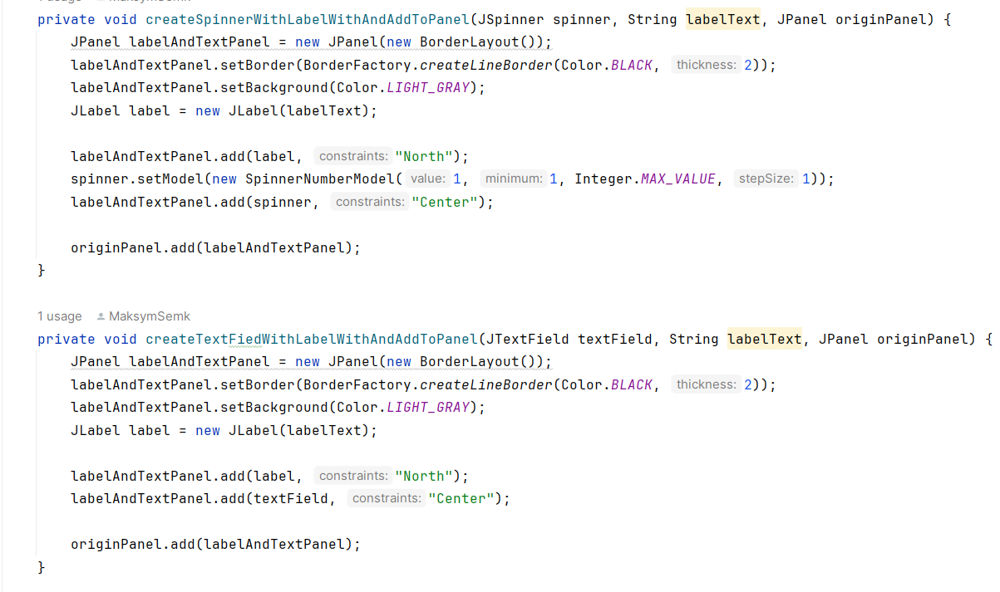 private void createSpinnerWithLabelWithAndAddToPanel(JSpinner spinner, String labelText, JPanel originPanel) {
JPanel labelAndTextPanel = new JPanel(new BorderLayout());
labelAndTextPanel.setBorder(BorderFactory.createLineBorder(Color.BLACK, thickness: 2));
labelAndTextPanel.setBackground(Color.LIGHT_GRAY);
JLabel label = new JLabel(labelText);
labelAndTextPanel.add(label, constraints: "North");
spinner.setModel(new SpinnerNumberModel( value: 1, minimum: 1, Integer.MAX_VALUE, stepSize: 1));
labelAndTextPanel.add(spinner, constraints: "Center");
originPanel.add(labelAndTextPanel);
}
1 usage MaksymSemk
private void createTextFiedWithLabelWithAndAddToPanel(JTextField textField, String labelText, JPanel originPanel) {
JPanel labelAndTextPanel = new JPanel(new BorderLayout());
labelAndTextPanel.setBorder(BorderFactory.createLineBorder(Color.BLACK, thickness: 2));
labelAndTextPanel.setBackground(Color.LIGHT_GRAY);
JLabel label = new JLabel(labelText);
labelAndTextPanel.add(label, constraints: "North");
labelAndTextPanel.add(textField, constraints: "Center");
originPanel.add(labelAndTextPanel);
}